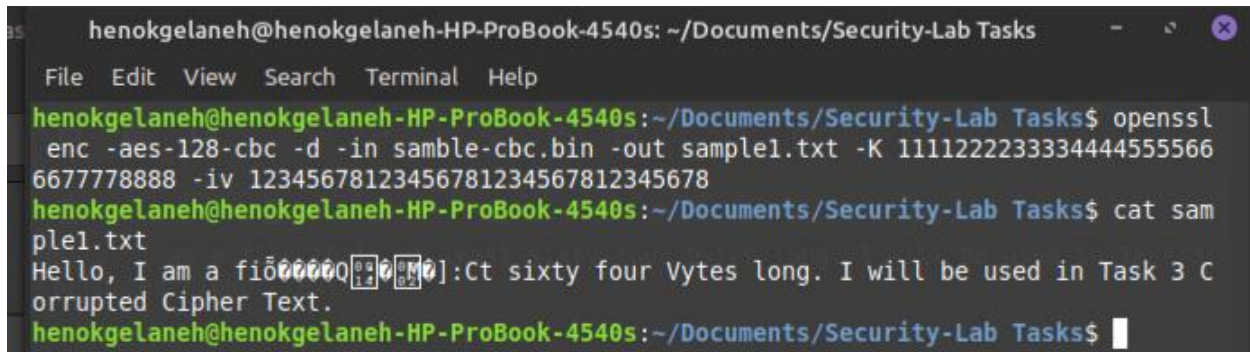 henokgelaneh@henokgelaneh-HP-ProBook-4540s: ~/Documents/Security-Lab Tasks
File Edit View Search Terminal Help
henokgelaneh@henokgelaneh-HP-ProBook-4540s:~/Documents/Security-Lab Tasks$ openssl
enc -aes-128-cbc -d -in samble-cbc.bin -out sample1.txt -K 1111222233334444555566
6677778888 -iv 12345678123456781234567812345678
henokgelaneh@henokgelaneh-HP-ProBook-4540s:~/Documents/Security-Lab Tasks$ cat sam
ple1.txt
Hello, I am a fiõ����Q�M�]:Ct sixty four Vytes long. I will be used in Task 3 C
orrupted Cipher Text.
henokgelaneh@henokgelaneh-HP-ProBook-4540s:~/Documents/Security-Lab Tasks$